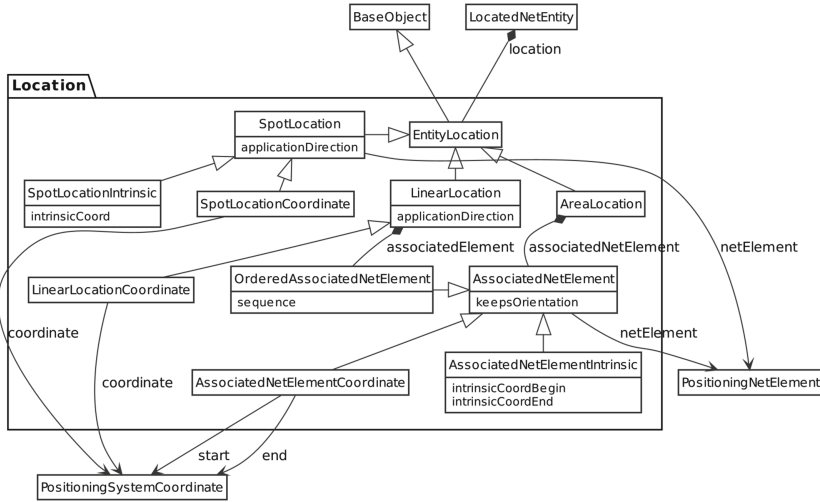 BaseObject
LocatedNetEntity
location
Location
SpotLocation
applicationDirection
EntityLocation
SpotLocationIntrinsic
intrinsicCoord
SpotLocationCoordinate
LinearLocation
applicationDirection
AreaLocation
associatedElement
associatedNetElement
netElement
LinearLocationCoordinate
OrderedAssociatedNetElement
sequence
AssociatedNetElement
keepsOrientation
coordinate
netElement
coordinate
AssociatedNetElementCoordinate
AssociatedNetElementIntrinsic
intrinsicCoordBegin
intrinsicCoordEnd
PositioningNetElement
start
end
PositioningSystemCoordinate